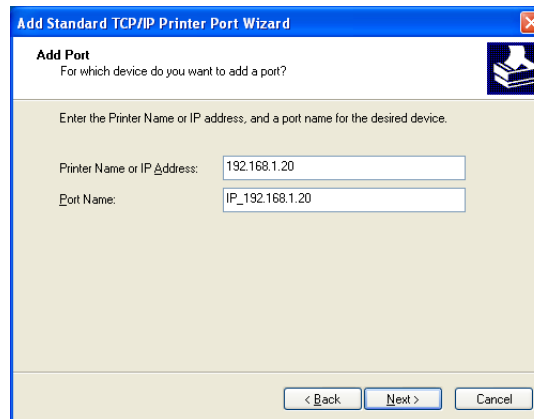 Add Standard TCP/IP Printer Port Wizard
Add Port
For which device do you want to add a port?
Enter the Printer Name or IP address, and a port name for the desired device.
Printer Name or IP Address: 192.168.1.20
Port Name: IP_192.168.1.20
< Back Next > Cancel